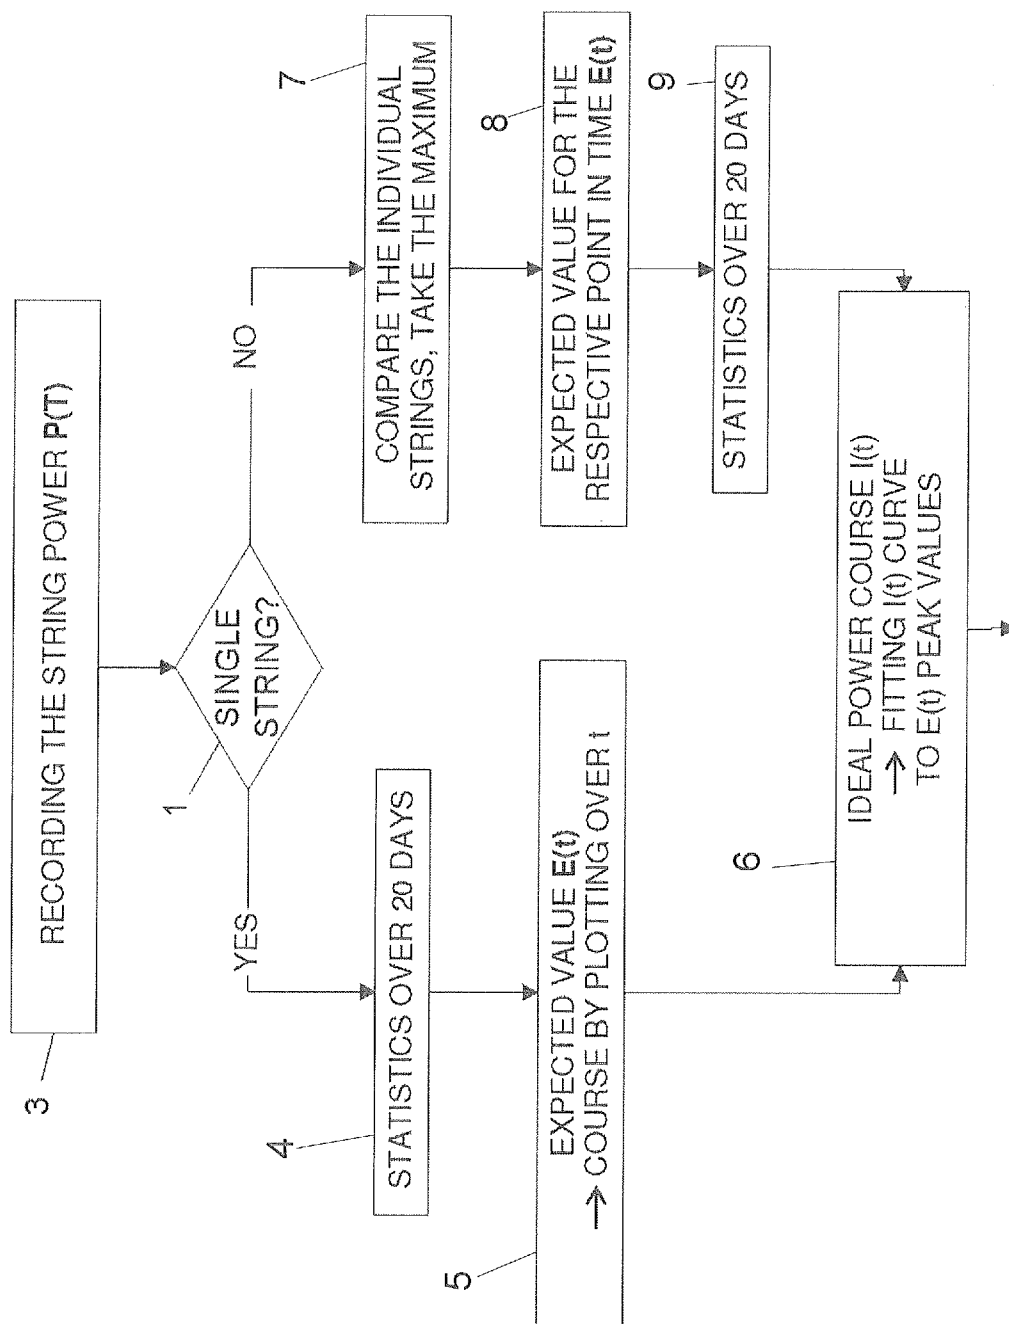 3
RECORDING THE STRING POWER P(T)
1
SINGLE
STRING?
YES
NO
4
STATISTICS OVER 20 DAYS
5
EXPECTED VALUE E(t)
→ COURSE BY PLOTTING OVER t
7
COMPARE THE INDIVIDUAL
STRINGS, TAKE THE MAXIMUM
8
EXPECTED VALUE FOR THE
RESPECTIVE POINT IN TIME E(t)
9
STATISTICS OVER 20 DAYS
6
IDEAL POWER COURSE I(t)
→ FITTING I(t) CURVE
TO E(t) PEAK VALUES